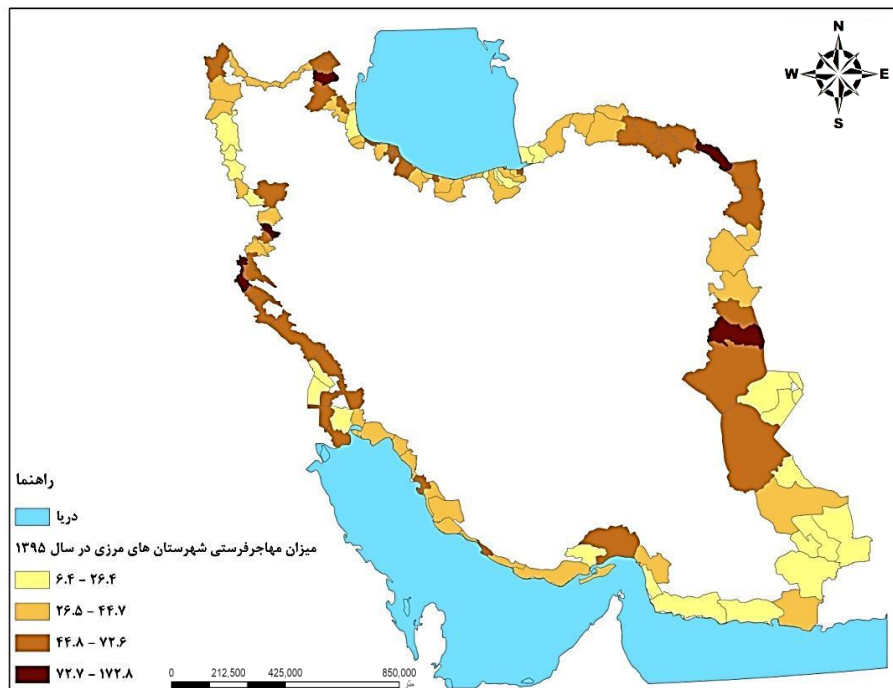 N
W E
S
راهنما
دریا
میزان مهاجرفرستی شهرستان های مرزی در سال ۱۳۹۵
۶.۴ - ۲۶.۴
۲۶.۵ - ۴۴.۷
۴۴.۸ - ۷۲.۶
۷۲.۷ - ۱۷۲.۸
0 212,500 425,000 850,000
متر